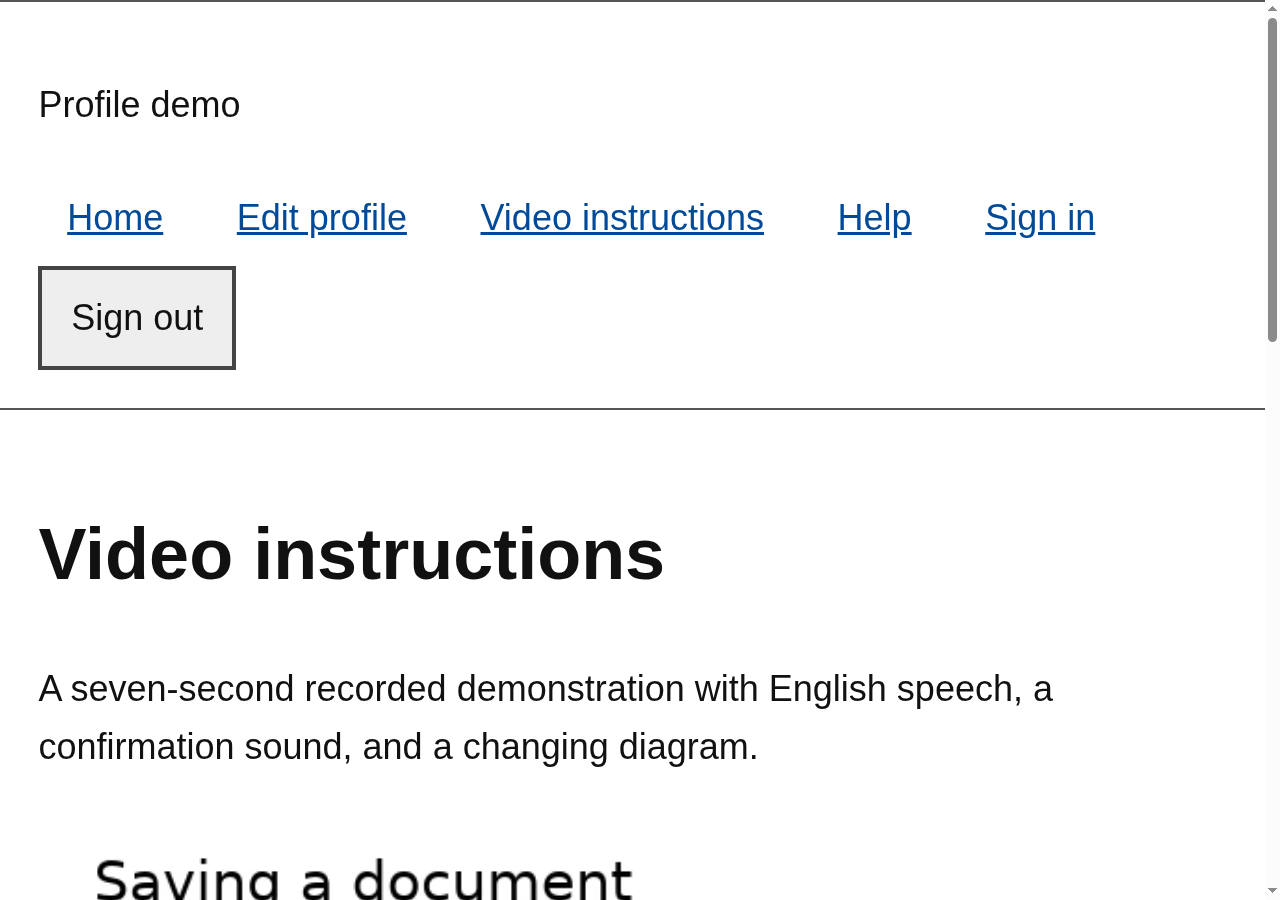 Profile demo
Home Edit profile Video instructions Help Sign in
Sign out
Video instructions
A seven-second recorded demonstration with English speech, a
confirmation sound, and a changing diagram.
Saving a document